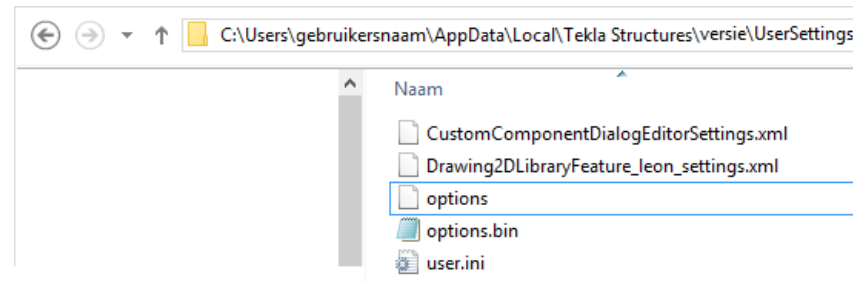 C:\Users\gebruikersnaam\AppData\Local\Tekla Structures\versie\UserSettings
Naam
CustomComponentDialogEditorSettings.xml
Drawing2DLibraryFeature_leon_settings.xml
options
options.bin
user.ini